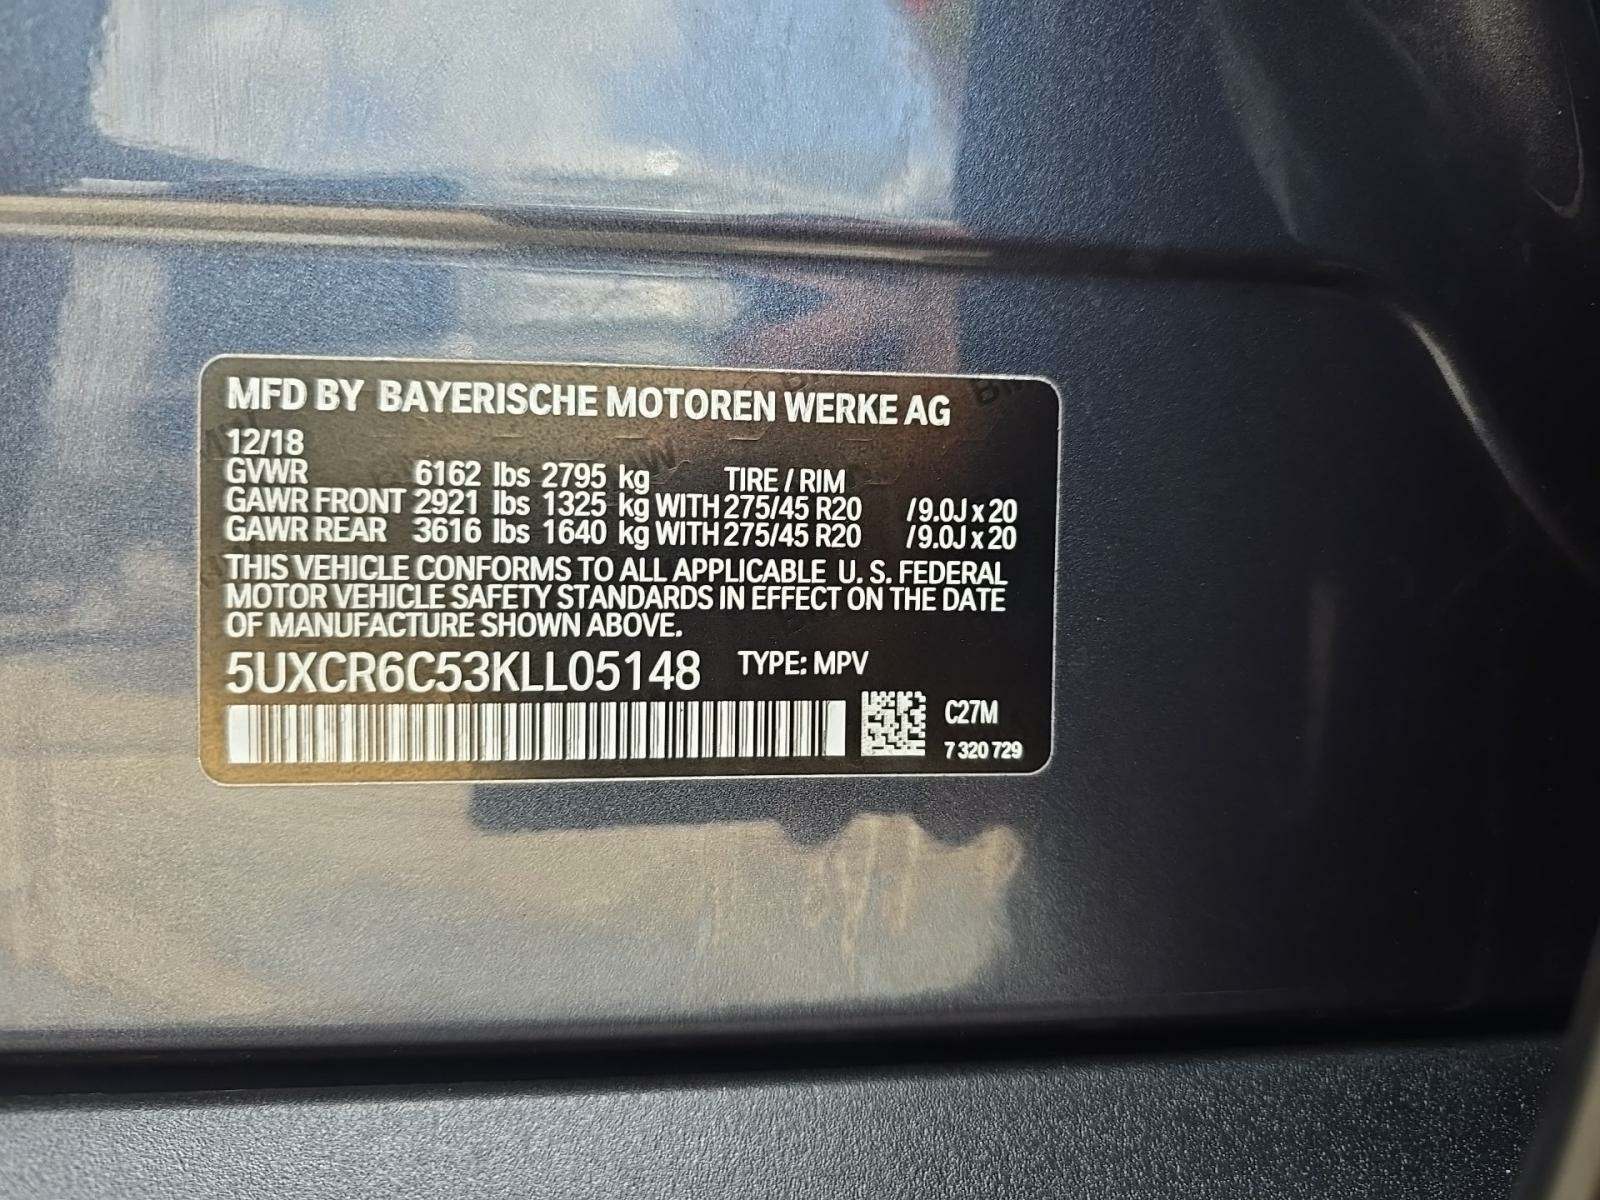 MFD BY BAYERISCHE MOTOREN WERKE AG
12/18
GVWR 6162 lbs 2795 kg TIRE / RIM
GAWR FRONT 2921 lbs 1325 kg WITH 275/45 R20 /9.0J x 20
GAWR REAR 3616 lbs 1640 kg WITH 275/45 R20 /9.0J x 20
THIS VEHICLE CONFORMS TO ALL APPLICABLE U. S. FEDERAL
MOTOR VEHICLE SAFETY STANDARDS IN EFFECT ON THE DATE
OF MANUFACTURE SHOWN ABOVE.
5UXCR6C53KLL05148 TYPE: MPV
C27M
7 320 729